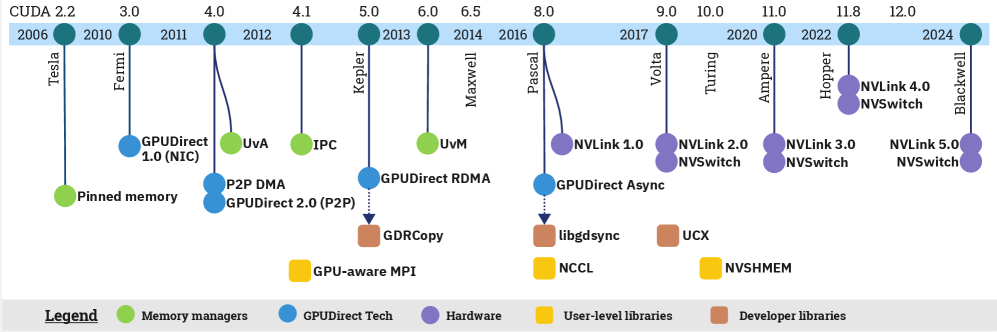 CUDA 2.2 3.0 4.0 4.1 5.0 6.0 6.5 8.0 9.0 10.0 11.0 11.8 12.0
2006 2010 2011 2012 2013 2014 2016 2017 2020 2022 2024
Tesla
Fermi
Kepler
Maxwell
Pascal
Volta
Turing
Ampere
Hopper
Blackwell
NVLink 4.0
NVSwitch
GPUDirect
1.0 (NIC)
UvA
IPC
UvM
NVLink 1.0
NVLink 2.0
NVSwitch
NVLink 3.0
NVSwitch
NVLink 5.0
NVSwitch
Pinned memory
P2P DMA
GPUDirect 2.0 (P2P)
GPUDirect RDMA
GPUDirect Async
GDRCopy
libgdsync
UCX
GPU-aware MPI
NCCL
NVSHMEM
Legend Memory managers GPUDirect Tech Hardware User-level libraries Developer libraries